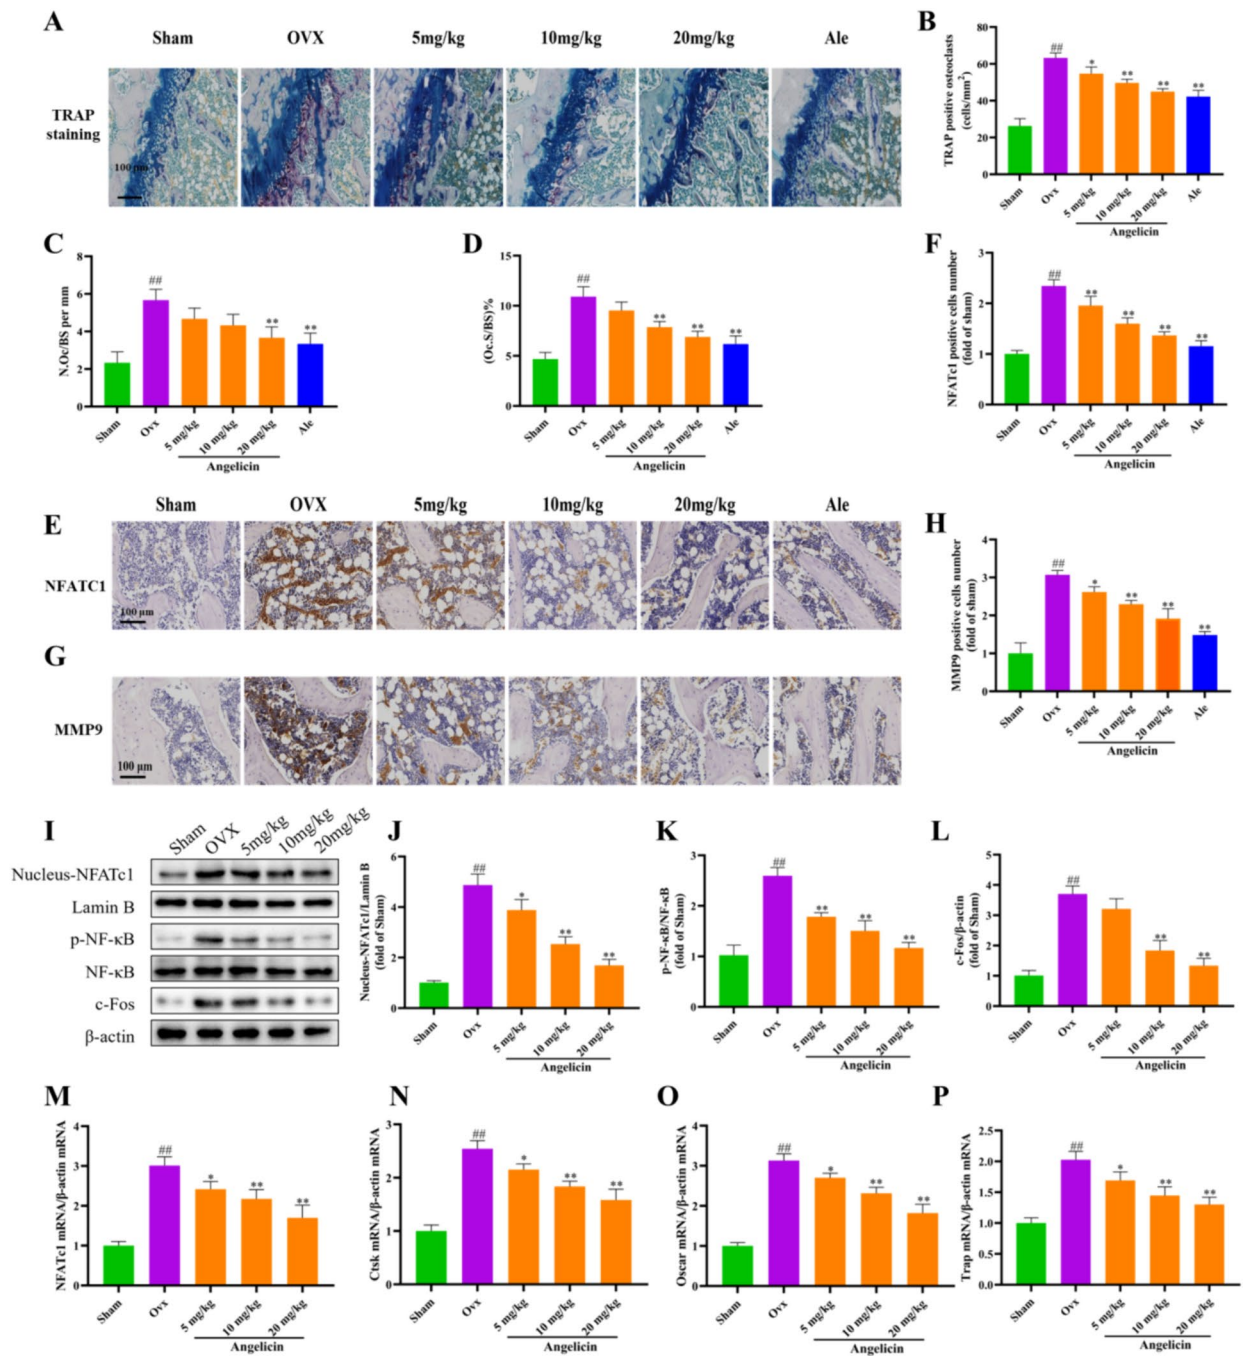 A
Sham OVX 5mg/kg 10mg/kg 20mg/kg Ale
TRAP
staining
100 μm
B
TRAP positive osteoclasts
(cells/mm²)
80
60
40
20
0
##
*
**
**
**
Sham Ovx 5 mg/kg 10 mg/kg 20 mg/kg Ale
Angelicin
C
N.Oc/BS per mm
8
6
4
2
0
##
**
**
Sham Ovx 5 mg/kg 10 mg/kg 20 mg/kg Ale
Angelicin
D
(Oc.S/BS)%
15
10
5
0
##
**
**
**
Sham Ovx 5 mg/kg 10 mg/kg 20 mg/kg Ale
Angelicin
F
NFATc1 positive cells number
(fold of sham)
3
2
1
0
##
**
**
**
**
Sham Ovx 5 mg/kg 10 mg/kg 20 mg/kg Ale
Angelicin
E
Sham OVX 5mg/kg 10mg/kg 20mg/kg Ale
NFATC1
100 μm
G
MMP9
100 μm
H
MMP9 positive cells number
(fold of sham)
4
3
2
1
0
##
*
**
**
**
Sham Ovx 5 mg/kg 10 mg/kg 20 mg/kg Ale
Angelicin
I
Sham OVX 5mg/kg 10mg/kg 20mg/kg
Nucleus-NFATc1
Lamin B
p-NF-κB
NF-κB
c-Fos
β-actin
J
Nucleus-NFATc1/Lamin B
(fold of Sham)
6
4
2
0
##
*
**
**
Sham Ovx 5 mg/kg 10 mg/kg 20 mg/kg
Angelicin
K
p-NF-κB/NF-κB
(fold of Sham)
3
2
1
0
##
**
**
**
Sham Ovx 5 mg/kg 10 mg/kg 20 mg/kg
Angelicin
L
c-Fos/β-actin
(fold of Sham)
5
4
3
2
1
0
##
**
**
Sham Ovx 5 mg/kg 10 mg/kg 20 mg/kg
Angelicin
M
NFATc1 mRNA/β-actin mRNA
4
3
2
1
0
##
*
**
**
Sham Ovx 5 mg/kg 10 mg/kg 20 mg/kg
Angelicin
N
Ctsk mRNA/β-actin mRNA
3
2
1
0
##
*
**
**
Sham Ovx 5 mg/kg 10 mg/kg 20 mg/kg
Angelicin
O
Oscar mRNA/β-actin mRNA
4
3
2
1
0
##
*
**
**
Sham Ovx 5 mg/kg 10 mg/kg 20 mg/kg
Angelicin
P
Trap mRNA/β-actin mRNA
2.5
2.0
1.5
1.0
0.5
0.0
##
*
**
**
Sham Ovx 5 mg/kg 10 mg/kg 20 mg/kg
Angelicin